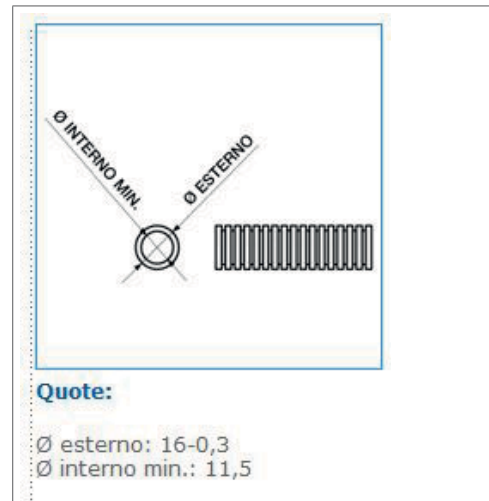 Ø INTERNO MIN.
Ø ESTERNO
Quote:
Ø esterno: 16-0,3
Ø interno min.: 11,5